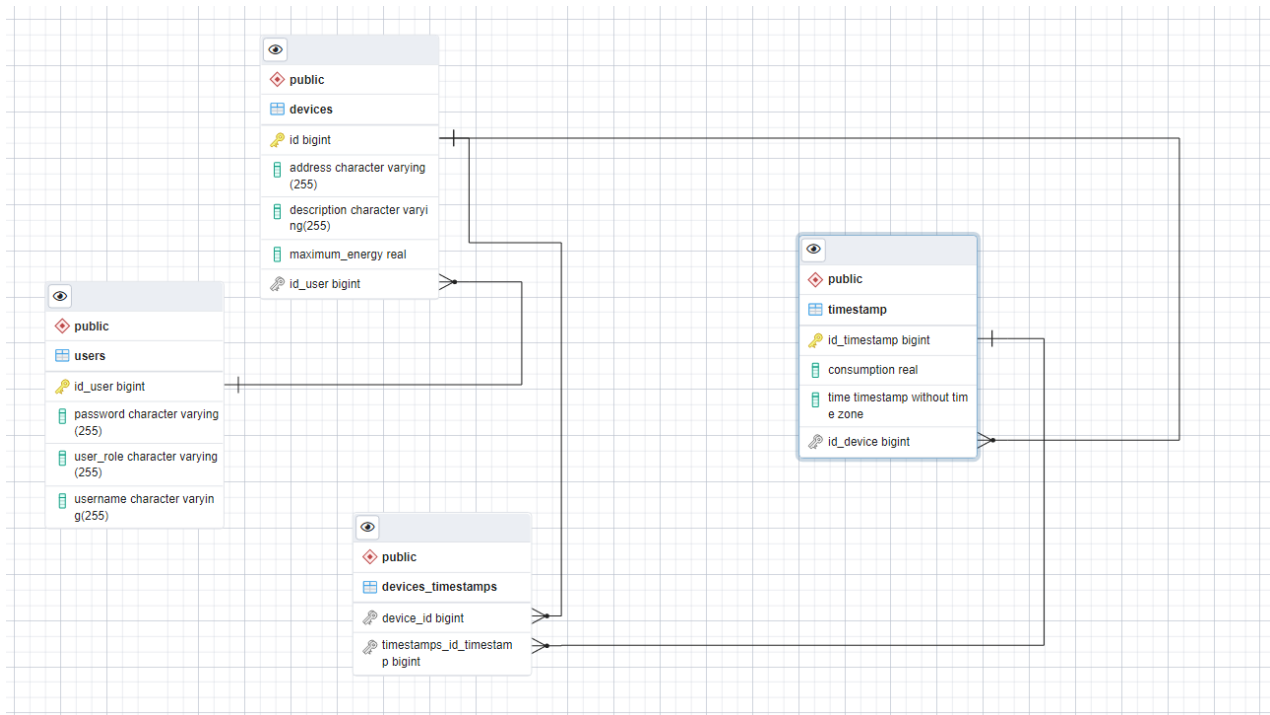 public
devices
id bigint
address character varying
(255)
description character varyi
ng(255)
maximum_energy real
id_user bigint
public
users
id_user bigint
password character varying
(255)
user_role character varying
(255)
username character varyin
g(255)
public
timestamp
id_timestamp bigint
consumption real
time timestamp without tim
e zone
id_device bigint
public
devices_timestamps
device_id bigint
timestamps_id_timestam
p bigint